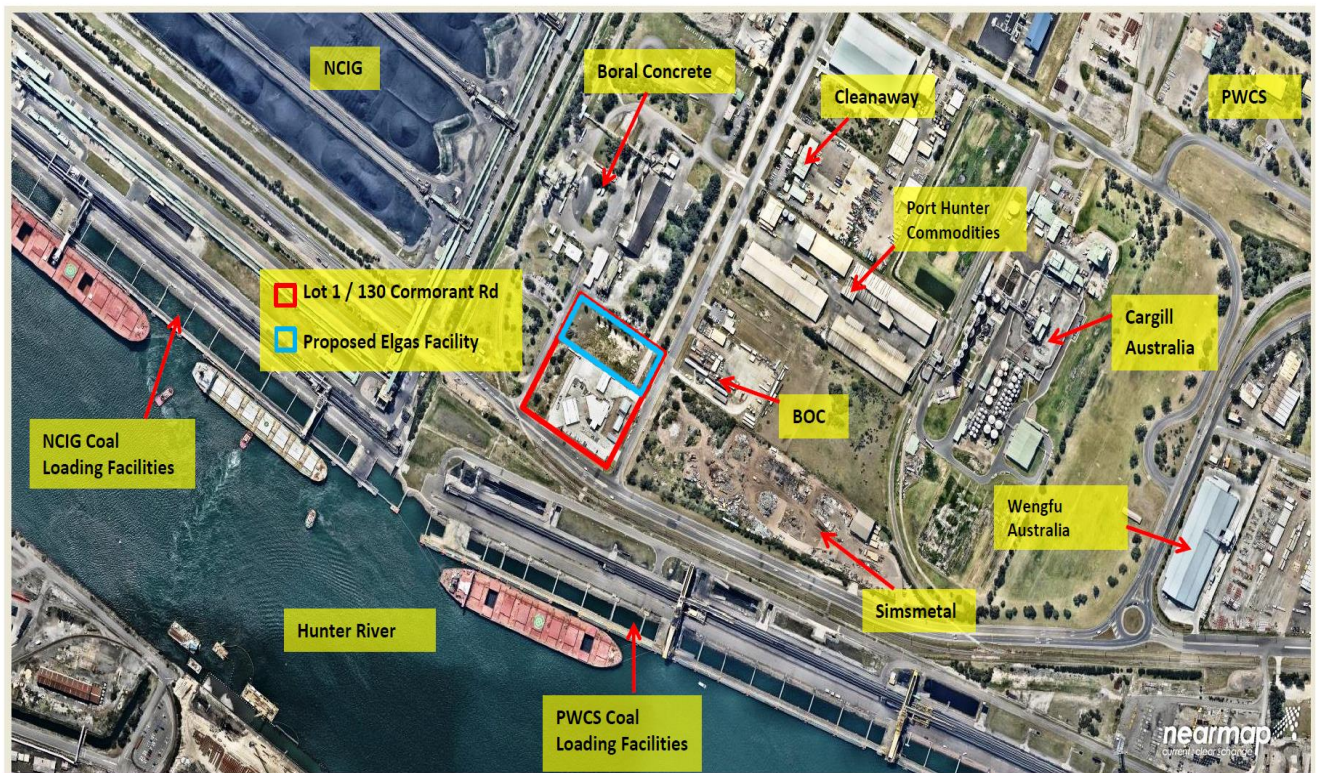 NCIG
Boral Concrete
Cleanaway
PWCS
Port Hunter
Commodities
Lot 1 / 130 Cormorant Rd
Proposed Elgas Facility
Cargill
Australia
NCIG Coal
Loading Facilities
BOC
Wengfu
Australia
Simsmetal
Hunter River
PWCS Coal
Loading Facilities
nearmap
current:clear:change